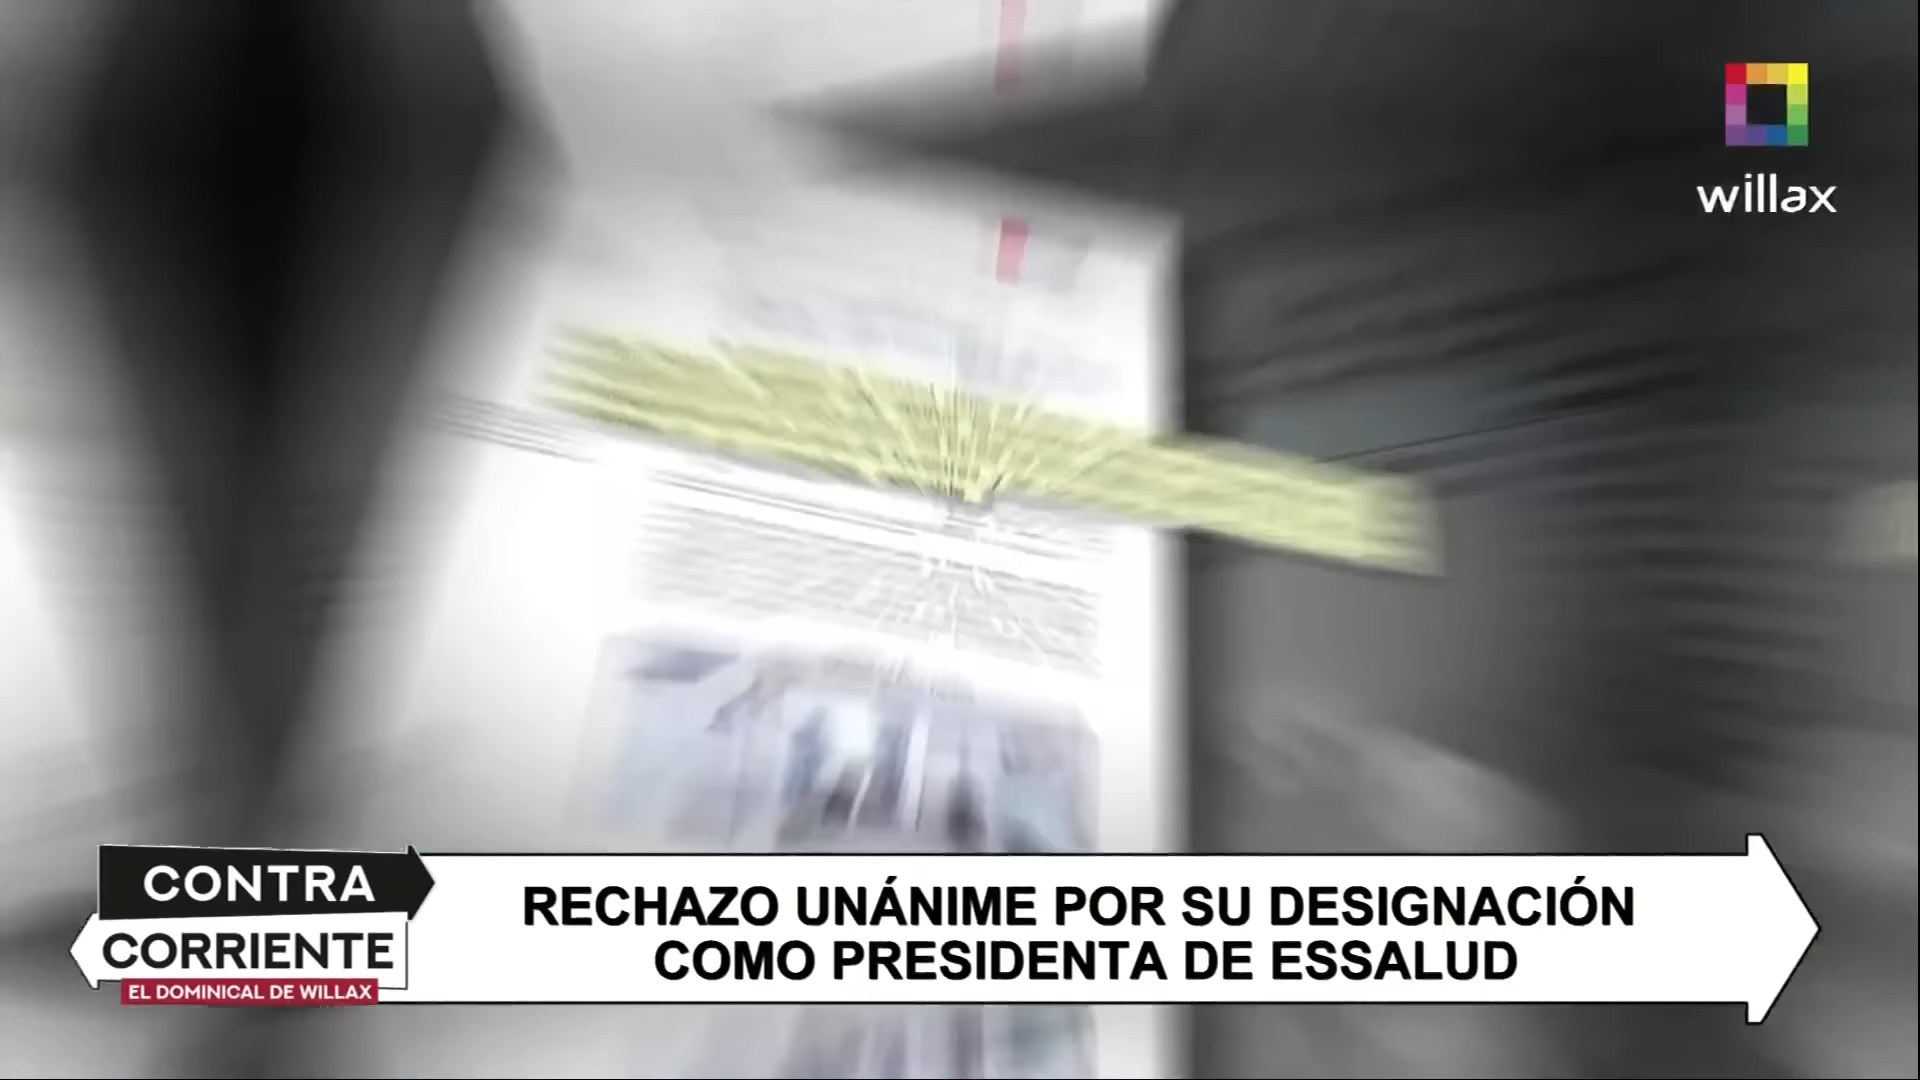 willax
CONTRA
CORRIENTE
EL DOMINICAL DE WILLAX
RECHAZO UNÁNIME POR SU DESIGNACIÓN
COMO PRESIDENTA DE ESSALUD